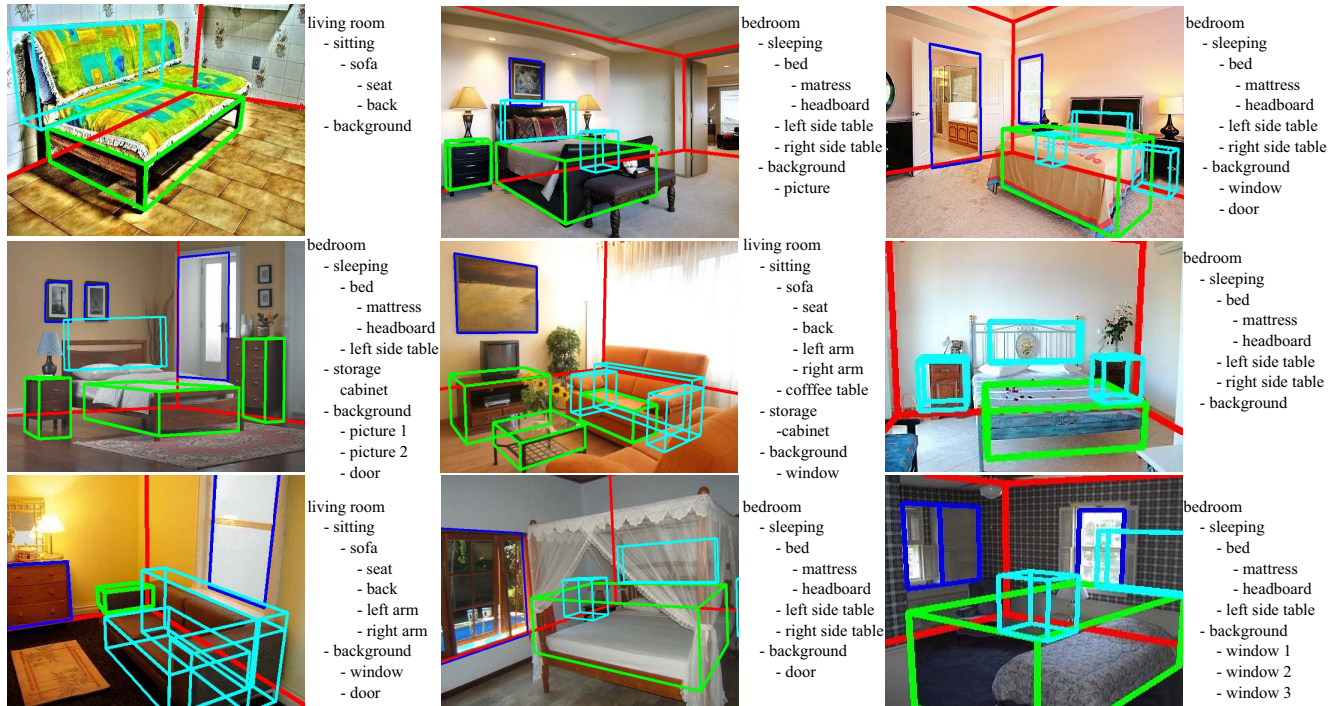 living room
- sitting
- sofa
- seat
- back
- background
bedroom
- sleeping
- bed
- mattress
- headboard
- left side table
- right side table
- background
- picture
bedroom
- sleeping
- bed
- mattress
- headboard
- left side table
- right side table
- background
- window
- door
bedroom
- sleeping
- bed
- mattress
- headboard
- left side table
- storage
cabinet
- background
- picture 1
- picture 2
- door
living room
- sitting
- sofa
- seat
- back
- left arm
- right arm
- cofffee table
- storage
-cabinet
- background
- window
bedroom
- sleeping
- bed
- mattress
- headboard
- left side table
- right side table
- background
living room
- sitting
- sofa
- seat
- back
- left arm
- right arm
- background
- window
- door
bedroom
- sleeping
- bed
- mattress
- headboard
- left side table
- right side table
- background
- door
bedroom
- sleeping
- bed
- mattress
- headboard
- left side table
- background
- window 1
- window 2
- window 3